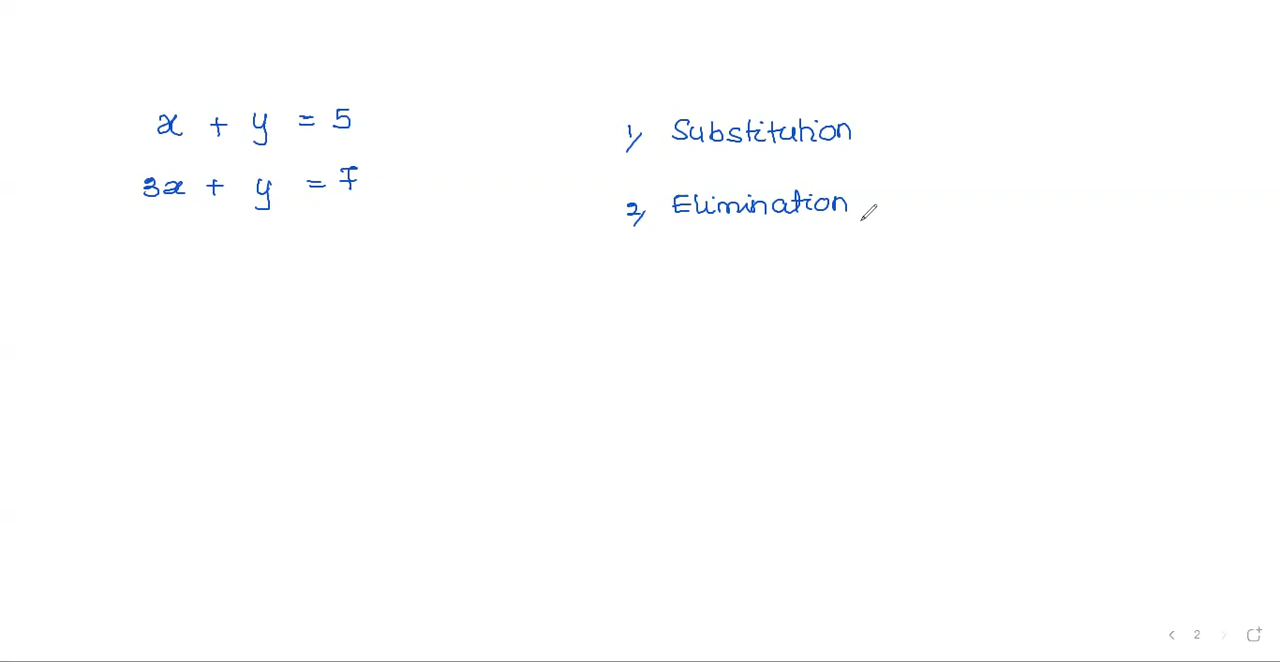 x + y = 5
3x + y = 7
1, Substitution
2, Elimination
2